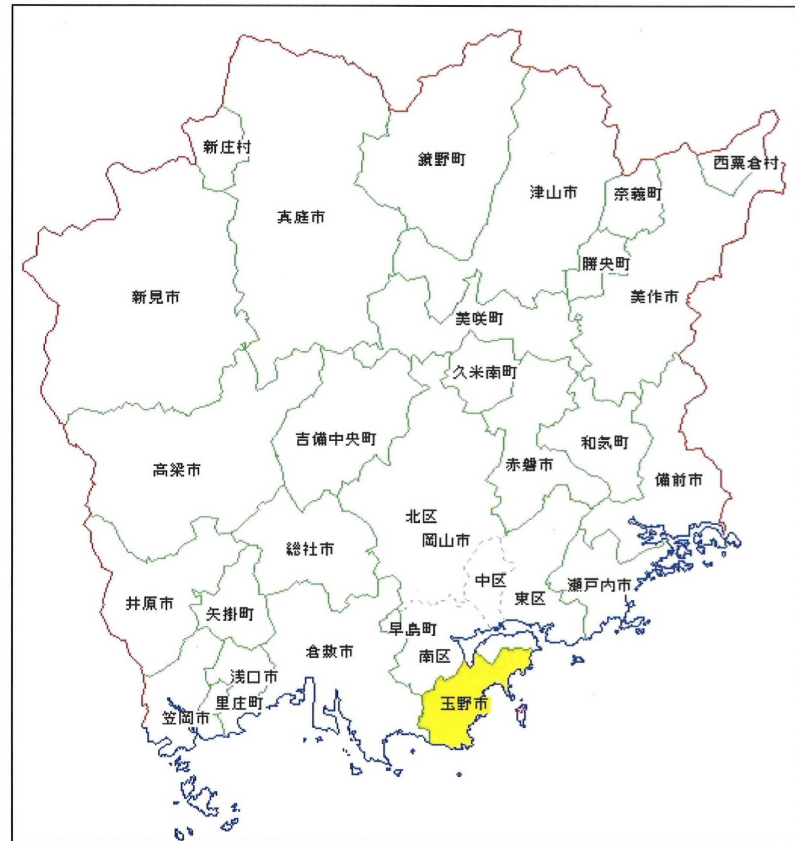 新庄村
鏡野町
西粟倉村
津山市
奈義町
真庭市
勝央町
新見市
美作市
美咲町
久米南町
吉備中央町
和気町
高梁市
赤磐市
備前市
北区
岡山市
総社市
中区
瀬戸内市
井原市
東区
矢掛町
早島町
倉敷市
南区
浅口市
里庄町
笠岡市
玉野市